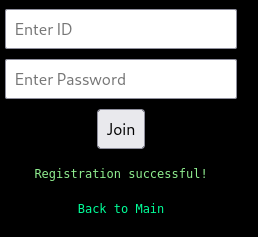 Enter ID
Enter Password
Join
Registration successful!
Back to Main